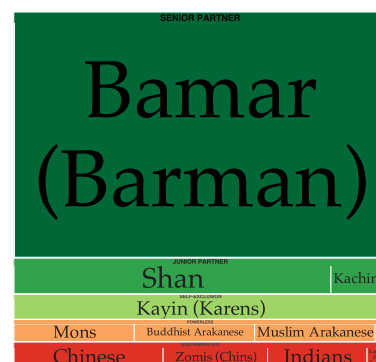 SENIOR PARTNER
Bamar
(Barman)
JUNIOR PARTNER
Shan
SELF-EXCLUSION
Kayin (Karens)
POWERLESS
Mons
Buddhist Arakanese
Muslim Arakanese
Chinese
Zomis (Chins)
Indians